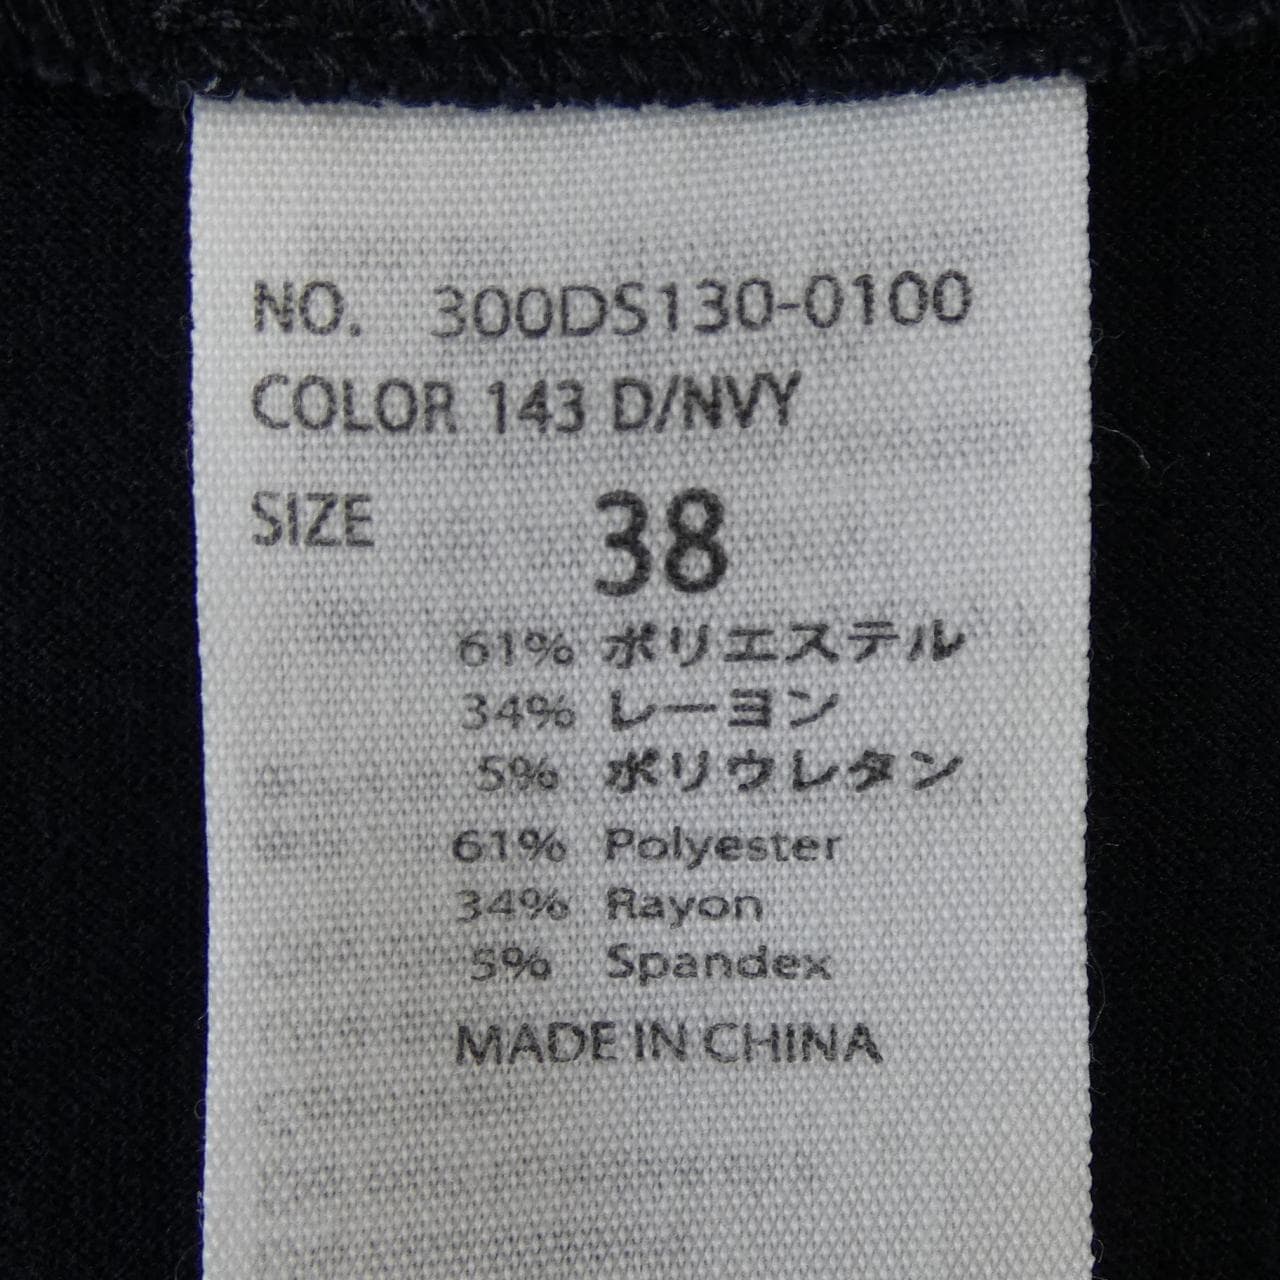 NO. 300DS130-0100
COLOR 143 D/NVY
SIZE 38
61% ポリエステル
34% レーヨン
5% ポリウレタン
61% Polyester
34% Rayon
5% Spandex
MADE IN CHINA